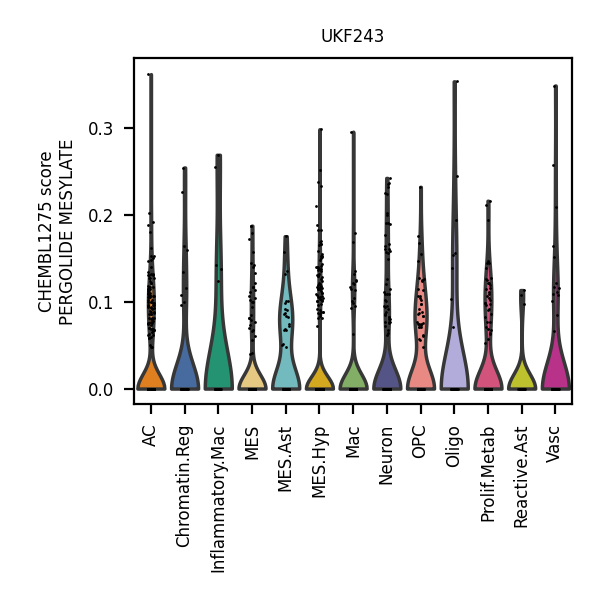 UKF243
CHEMBL1275 score
PERGOLIDE MESYLATE
0.3
0.2
0.1
0.0
AC
Chromatin.Reg
Inflammatory.Mac
MES
MES.Ast
MES.Hyp
Mac
Neuron
OPC
Oligo
Prolif.Metab
Reactive.Ast
Vasc